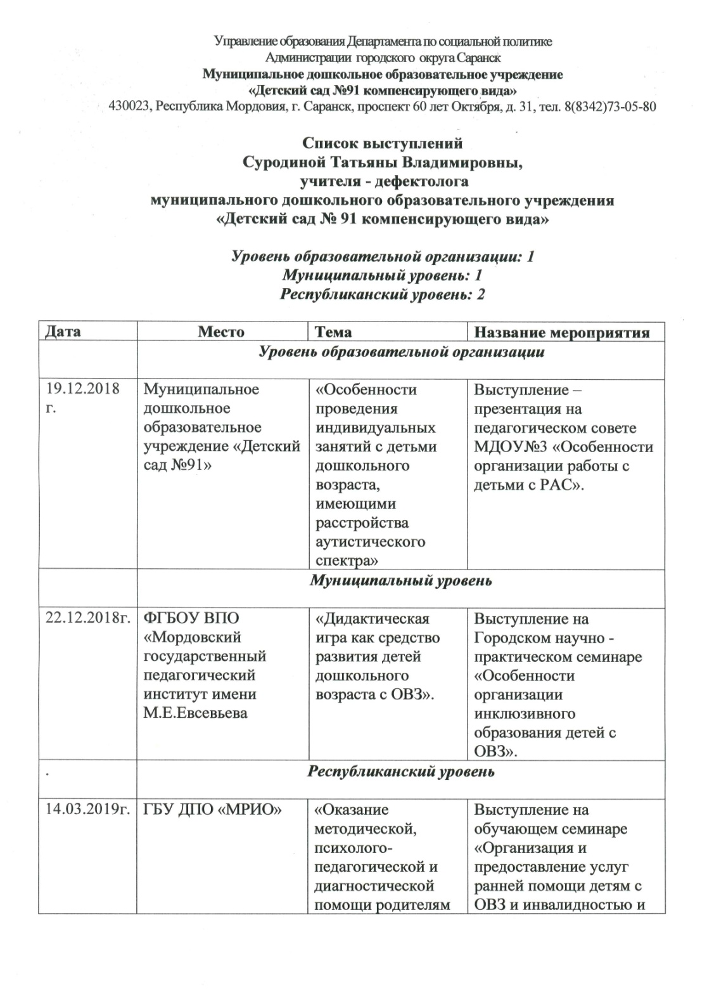 Управление образования Департамента по социальной политике
Администрации городского округа Саранск
Муниципальное дошкольное образовательное учреждение
«Детский сад №91 компенсирующего вида»
430023, Республика Мордовия, г. Саранск, проспект 60 лет Октября, д. 31, тел. 8(8342)73-05-80
Список выступлений
Суродиной Татьяны Владимировны,
учителя - дефектолога
муниципального дошкольного образовательного учреждения
«Детский сад № 91 компенсирующего вида»
Уровень образовательной организации: 1
Муниципальный уровень: 1
Республиканский уровень: 2
Дата
Место
Тема
Название мероприятия
Уровень образовательной организации
19.12.2018
г.
Муниципальное
дошкольное
образовательное
учреждение «Детский
сад №91»
«Особенности
проведения
индивидуальных
занятий с детьми
дошкольного
возраста,
имеющими
расстройства
аутистического
спектра»
Выступление –
презентация на
педагогическом совете
МДОУ№3 «Особенности
организации работы с
детьми с РАС».
Муниципальный уровень
22.12.2018г.
ФГБОУ ВПО
«Мордовский
государственный
педагогический
институт имени
М.Е.Евсевьева
«Дидактическая
игра как средство
развития детей
дошкольного
возраста с ОВЗ».
Выступление на
Городском научно -
практическом семинаре
«Особенности
организации
инклюзивного
образования детей с
ОВЗ».
.
Республиканский уровень
14.03.2019г.
ГБУ ДПО «МРИО»
«Оказание
методической,
психолого-
педагогической и
диагностической
помощи родителям
Выступление на
обучающем семинаре
«Организация и
предоставление услуг
ранней помощи детям с
ОВЗ и инвалидностью и